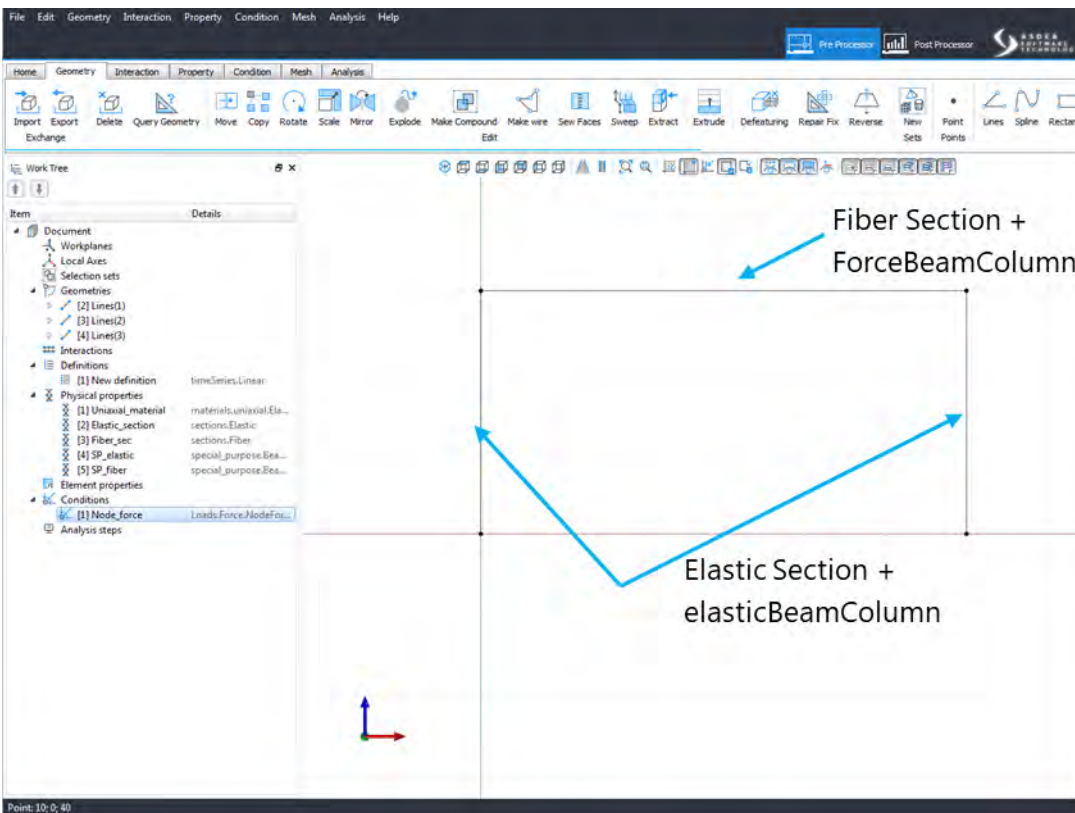 File Edit Geometry Interaction Property Condition Mesh Analysis Help
Pre Processor Post Processor ASDEA SOFTWARE TECHNOLOGY
Home Geometry Interaction Property Condition Mesh Analysis
Import Export Delete Query Geometry Move Copy Rotate Scale Mirror Explode Make Compound Make wire Sew Faces Sweep Extract Extrude Defeaturing Repair Fix Reverse New Point Lines Spline Rectan
Exchange Edit Sets Points
Work Tree
Item Details
Document
Workplanes
Local Axes
Selection sets
Geometries
[2] Lines(1)
[3] Lines(2)
[4] Lines(3)
Interactions
Definitions
[1] New definition timeSeries.Linear
Physical properties
[1] Uniaxial_material materials.uniaxial.Ela...
[2] Elastic_section sections.Elastic
[3] Fiber_sec sections.Fiber
[4] SP_elastic special_purpose.Bea...
[5] SP_fiber special_purpose.Bea...
Element properties
Conditions
[1] Node_force Loads.Force.NodeFor...
Analysis steps
Fiber Section +
ForceBeamColumn
Elastic Section +
elasticBeamColumn
Point: 10; 0; 40